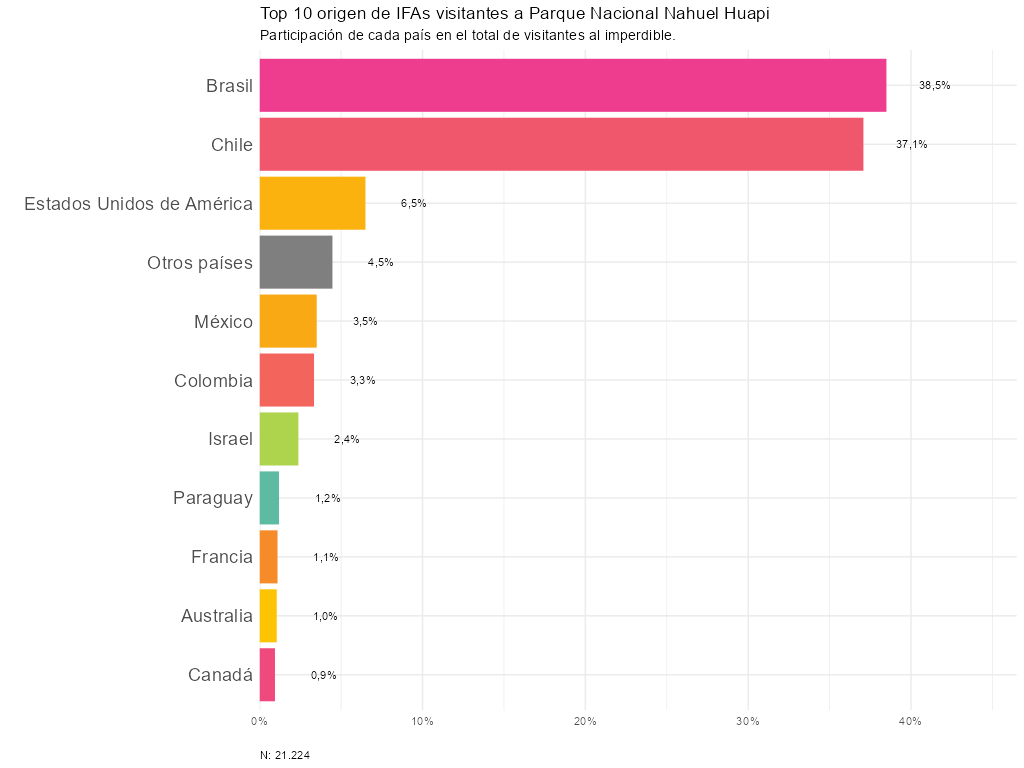 Top 10 origen de IFAs visitantes a Parque Nacional Nahuel Huapi
Participación de cada país en el total de visitantes al imperdible.
Brasil 38,5%
Chile 37,1%
Estados Unidos de América 6,5%
Otros países 4,5%
México 3,5%
Colombia 3,3%
Israel 2,4%
Paraguay 1,2%
Francia 1,1%
Australia 1,0%
Canadá 0,9%
0% 10% 20% 30% 40%
N: 21.224